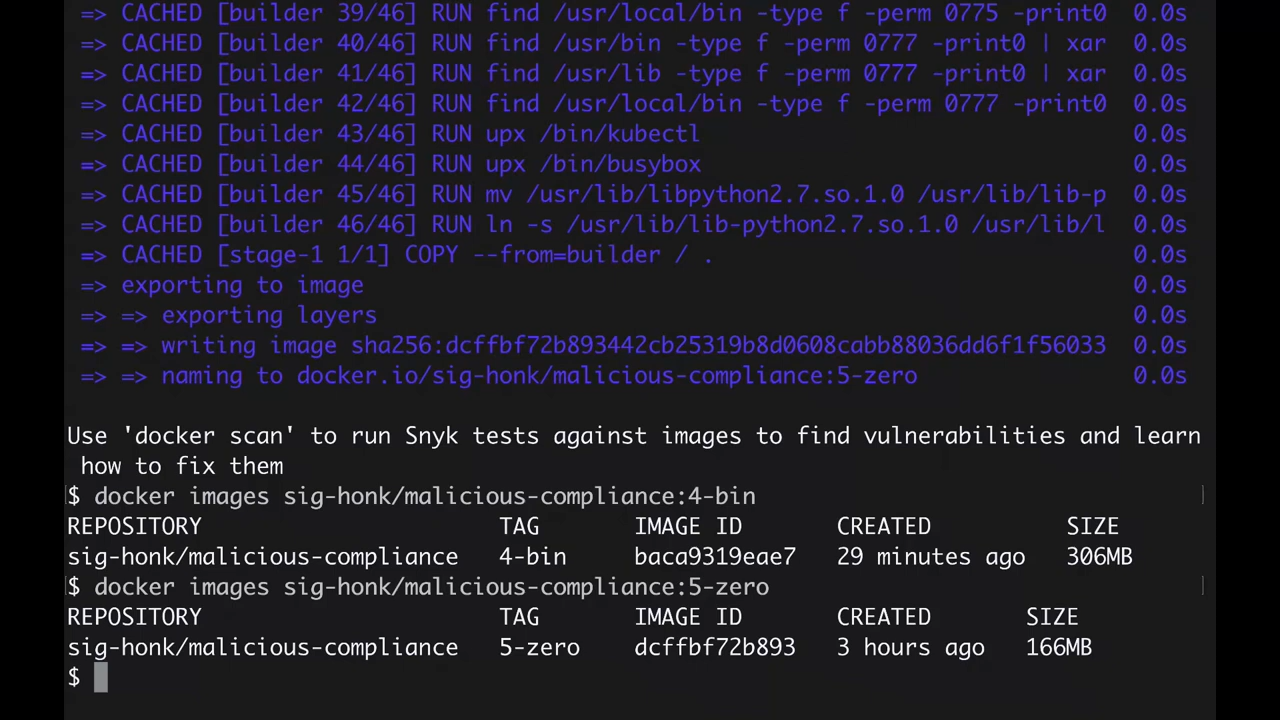 => CACHED [builder 39/46] RUN find /usr/local/bin -type f -perm 0775 -print0 0.0s
=> CACHED [builder 40/46] RUN find /usr/bin -type f -perm 0777 -print0 | xar 0.0s
=> CACHED [builder 41/46] RUN find /usr/lib -type f -perm 0777 -print0 | xar 0.0s
=> CACHED [builder 42/46] RUN find /usr/local/bin -type f -perm 0777 -print0 0.0s
=> CACHED [builder 43/46] RUN upx /bin/kubectl 0.0s
=> CACHED [builder 44/46] RUN upx /bin/busybox 0.0s
=> CACHED [builder 45/46] RUN mv /usr/lib/libpython2.7.so.1.0 /usr/lib/lib-p 0.0s
=> CACHED [builder 46/46] RUN ln -s /usr/lib/lib-python2.7.so.1.0 /usr/lib/l 0.0s
=> CACHED [stage-1 1/1] COPY --from=builder / . 0.0s
=> exporting to image 0.0s
=> => exporting layers 0.0s
=> => writing image sha256:dcffbf72b893442cb25319b8d0608cabb88036dd6f1f56033 0.0s
=> => naming to docker.io/sig-honk/malicious-compliance:5-zero 0.0s
Use 'docker scan' to run Snyk tests against images to find vulnerabilities and learn
how to fix them
$ docker images sig-honk/malicious-compliance:4-bin
REPOSITORY TAG IMAGE ID CREATED SIZE
sig-honk/malicious-compliance 4-bin baca9319eae7 29 minutes ago 306MB
$ docker images sig-honk/malicious-compliance:5-zero
REPOSITORY TAG IMAGE ID CREATED SIZE
sig-honk/malicious-compliance 5-zero dcffbf72b893 3 hours ago 166MB
$